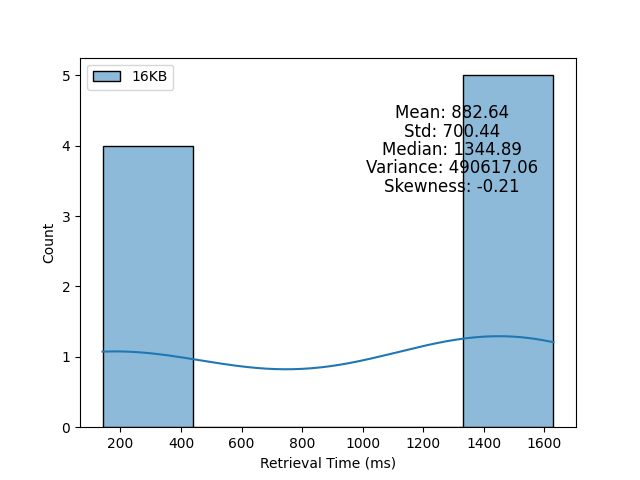 16KB
Mean: 882.64
Std: 700.44
Median: 1344.89
Variance: 490617.06
Skewness: -0.21
5
4
3
2
1
0
Count
200 400 600 800 1000 1200 1400 1600
Retrieval Time (ms)